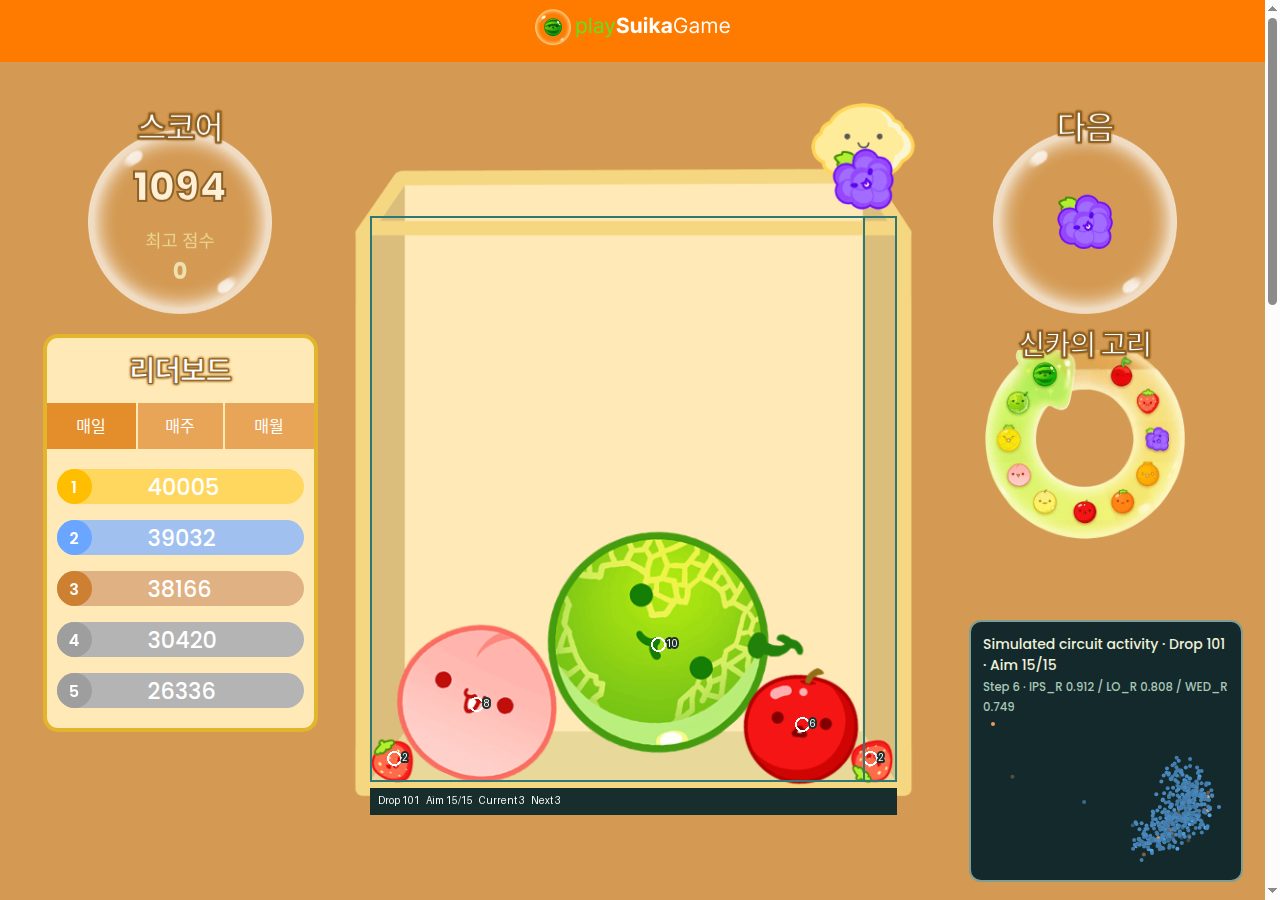 playSuikaGame
스코어
1094
최고 점수
0
다음
리더보드
매일 매주 매월
1 40005
2 39032
3 38166
4 30420
5 26336
신카의 고리
10
8
6
2
2
Drop 101 Aim 15/15 Current 3 Next 3
Simulated circuit activity · Drop 101
· Aim 15/15
Step 6 · IPS_R 0.912 / LO_R 0.808 / WED_R
0.749